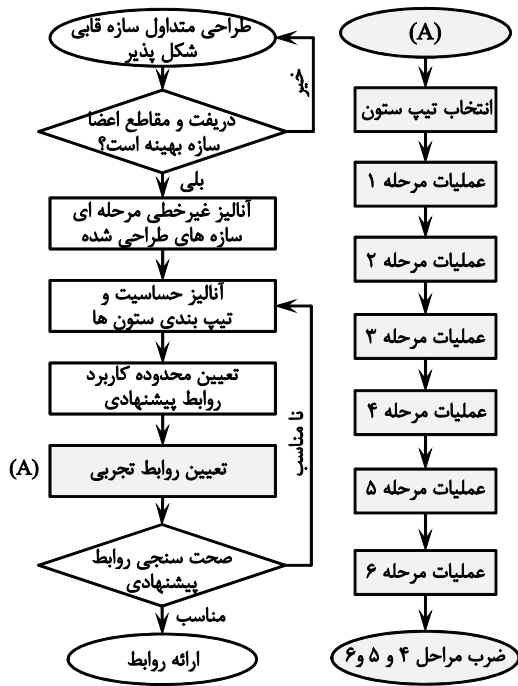 طراحی متداول سازه قابی
شکل پذیر
خیر
دریفت و مقاطع اعضا
سازه بهینه است؟
بلی
آنالیز غیرخطی مرحله ای
سازه های طراحی شده
آنالیز حساسیت و
تیپ بندی ستون ها
تعیین محدوده کاربرد
روابط پیشنهادی
نا مناسب
(A)
تعیین روابط تجربی
صحت سنجی روابط
پیشنهادی
مناسب
ارائه روابط
(A)
انتخاب تیپ ستون
عملیات مرحله ۱
عملیات مرحله ۲
عملیات مرحله ۳
عملیات مرحله ۴
عملیات مرحله ۵
عملیات مرحله ۶
ضرب مراحل ۴ و ۵ و۶